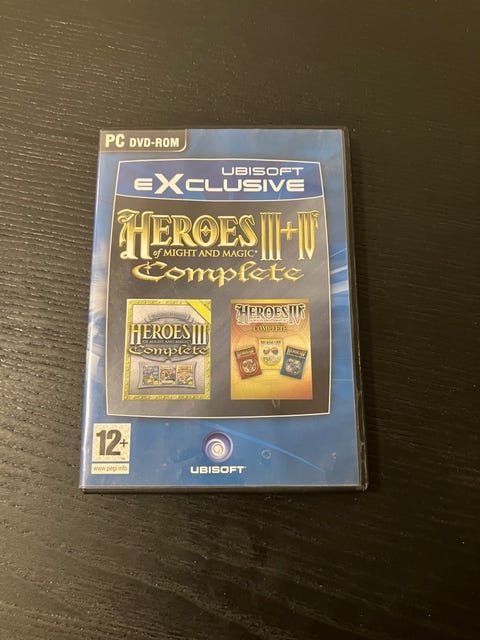 PC DVD-ROM
UBISOFT
eXCLUSIVE
HEROES III+IV
of MIGHT AND MAGIC®
Complete
HEROES III
OF MIGHT AND MAGIC
Complete
HEROES IV
COMPLETE
12+
www.pegi.info
UBISOFT